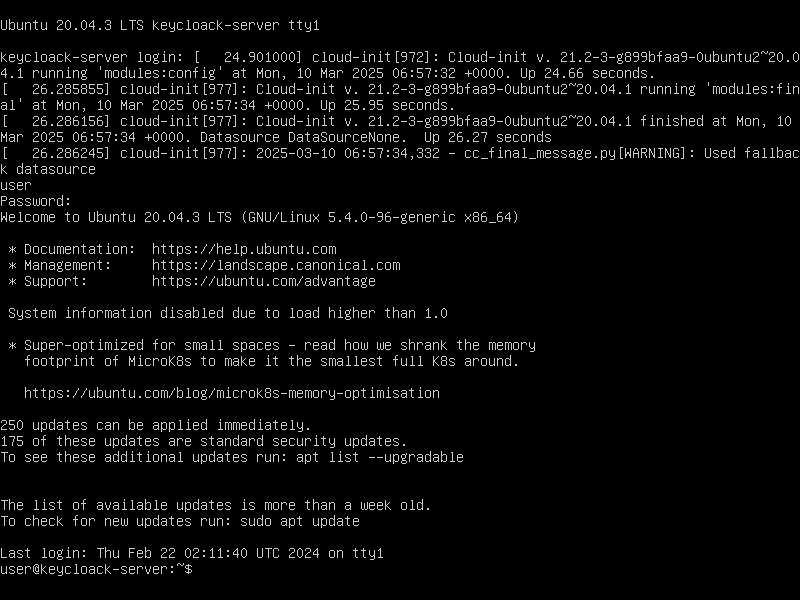 Ubuntu 20.04.3 LTS keycloack-server tty1
keycloack-server login: [   24.901000] cloud-init[972]: Cloud-init v. 21.2-3-g899bfaa9-0ubuntu2~20.0
4.1 running 'modules:config' at Mon, 10 Mar 2025 06:57:32 +0000. Up 24.66 seconds.
[   26.285855] cloud-init[977]: Cloud-init v. 21.2-3-g899bfaa9-0ubuntu2~20.04.1 running 'modules:fin
al' at Mon, 10 Mar 2025 06:57:34 +0000. Up 25.95 seconds.
[   26.286156] cloud-init[977]: Cloud-init v. 21.2-3-g899bfaa9-0ubuntu2~20.04.1 finished at Mon, 10
Mar 2025 06:57:34 +0000. Datasource DataSourceNone.  Up 26.27 seconds
[   26.286245] cloud-init[977]: 2025-03-10 06:57:34,332 - cc_final_message.py[WARNING]: Used fallbac
k datasource
user
Password:
Welcome to Ubuntu 20.04.3 LTS (GNU/Linux 5.4.0-96-generic x86_64)
 * Documentation:  https://help.ubuntu.com
 * Management:     https://landscape.canonical.com
 * Support:        https://ubuntu.com/advantage
 System information disabled due to load higher than 1.0
 * Super-optimized for small spaces - read how we shrank the memory
   footprint of MicroK8s to make it the smallest full K8s around.
   https://ubuntu.com/blog/microk8s-memory-optimisation
250 updates can be applied immediately.
175 of these updates are standard security updates.
To see these additional updates run: apt list --upgradable
The list of available updates is more than a week old.
To check for new updates run: sudo apt update
Last login: Thu Feb 22 02:11:40 UTC 2024 on tty1
user@keycloack-server:~$